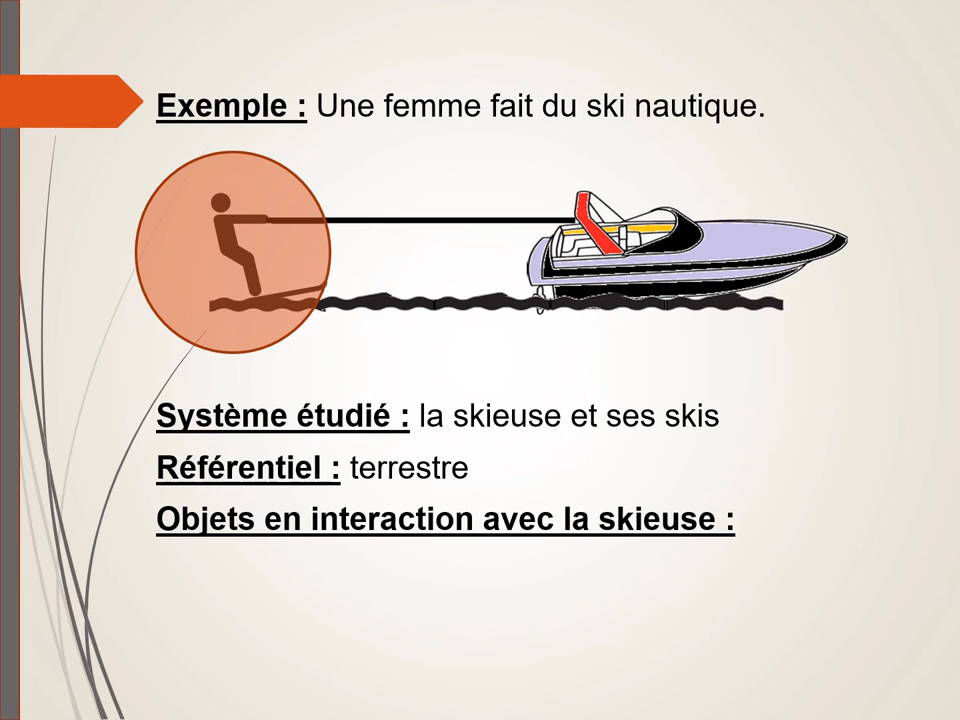 Exemple : Une femme fait du ski nautique.
Système étudié : la skieuse et ses skis
Référentiel : terrestre
Objets en interaction avec la skieuse :